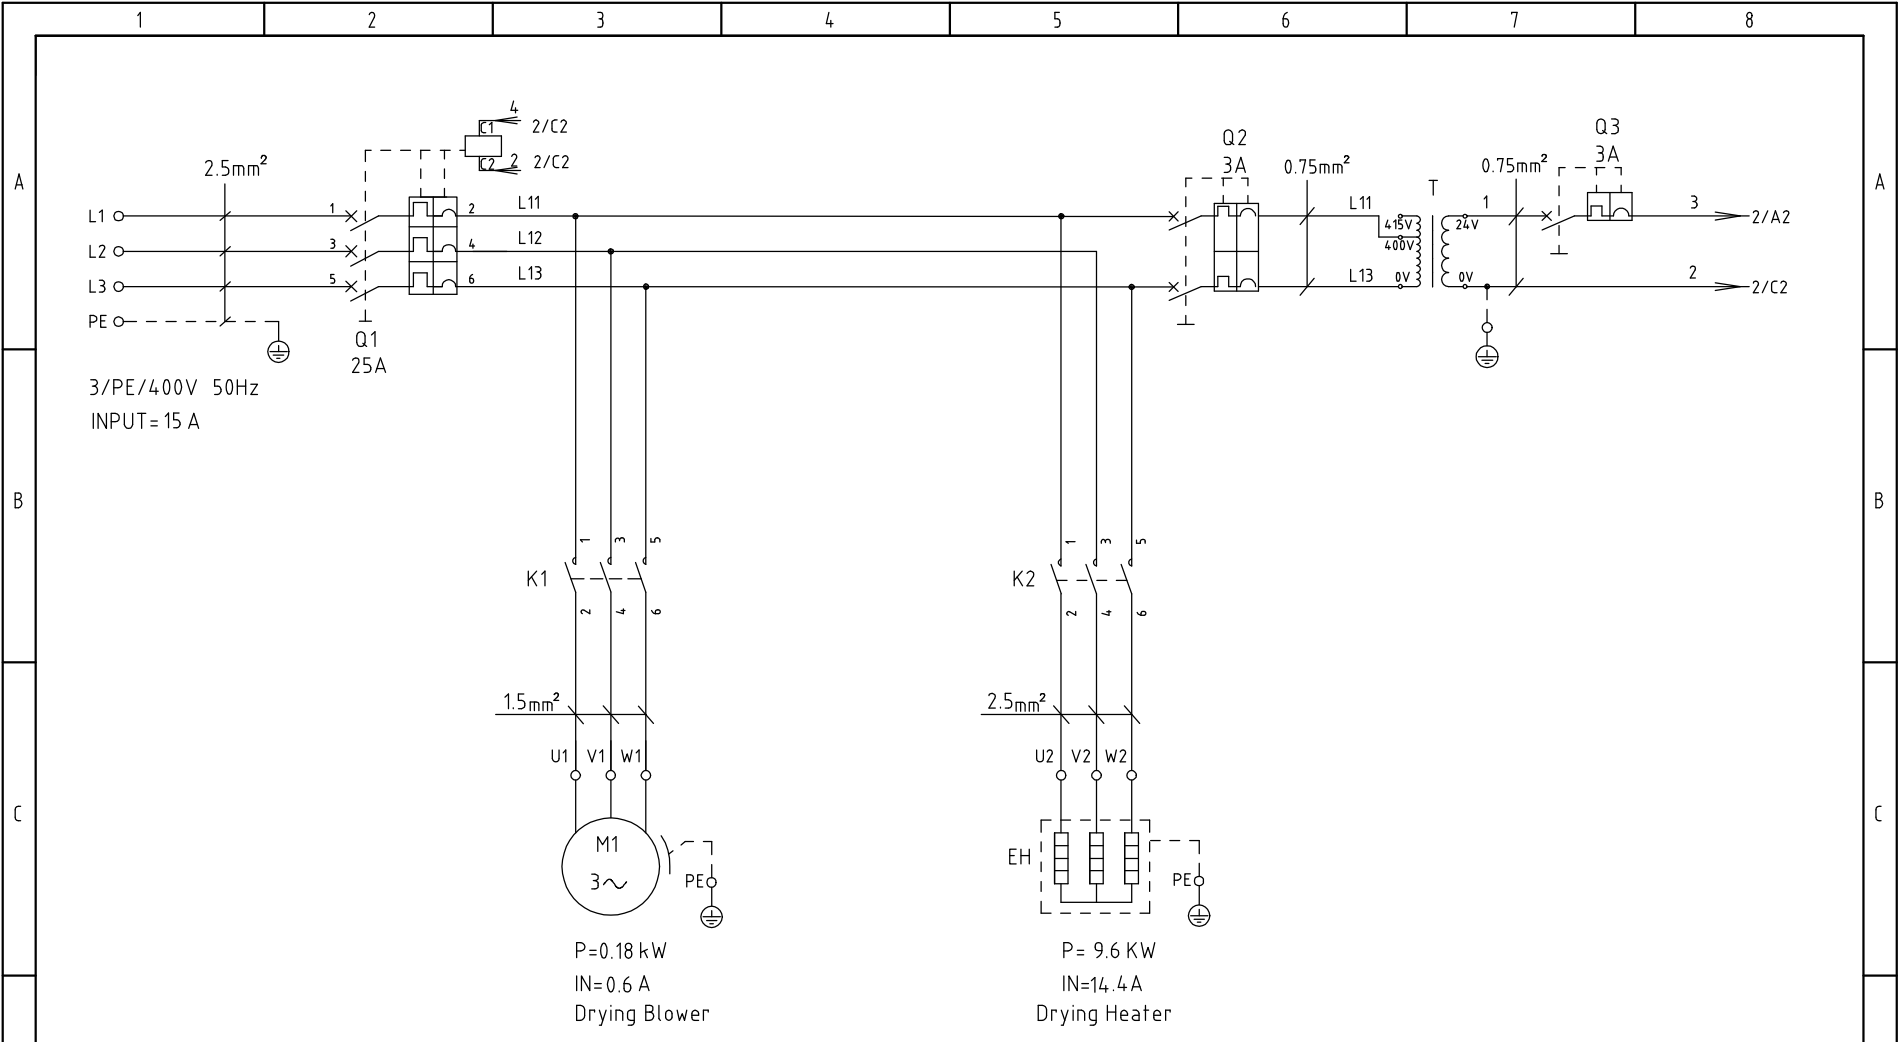 1 2 3 4 5 6 7 8
A A
B B
C C
4
C1 2/C2
C2 2 2/C2
2.5mm²
L1 1 2 L11
L2 3 4 L12
L3 5 6 L13
PE
Q1
25A
3/PE/400V 50Hz
INPUT=15 A
Q2
3A
0.75mm²
L11
L13
415V
400V
0V
T
24V
0V
0.75mm²
1
Q3
3A
3 2/A2
2 2/C2
K1
1 3 5
2 4 6
1.5mm²
U1 V1 W1
M1
3~
PE
P=0.18 kW
IN=0.6 A
Drying Blower
K2
1 3 5
2 4 6
2.5mm²
U2 V2 W2
EH
PE
P= 9.6 KW
IN=14.4 A
Drying Heater